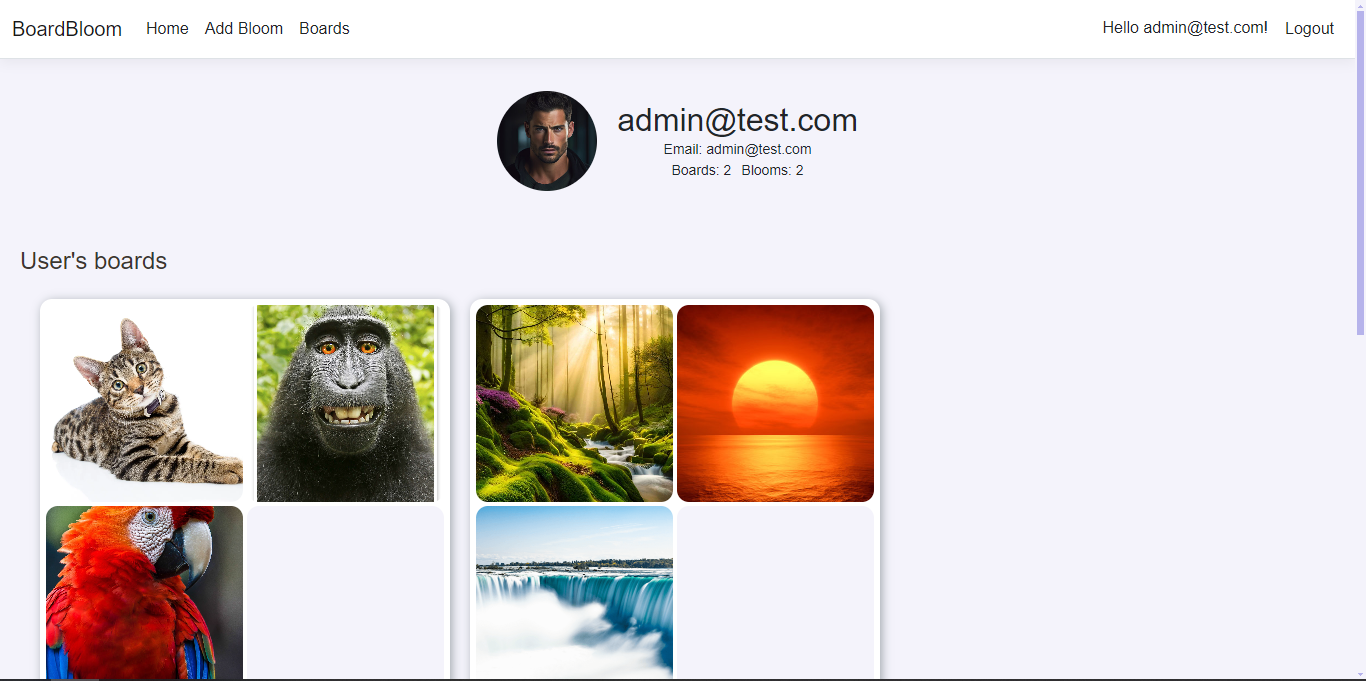 BoardBloom Home Add Bloom Boards Hello admin@test.com! Logout
admin@test.com
Email: admin@test.com
Boards: 2 Blooms: 2
User's boards